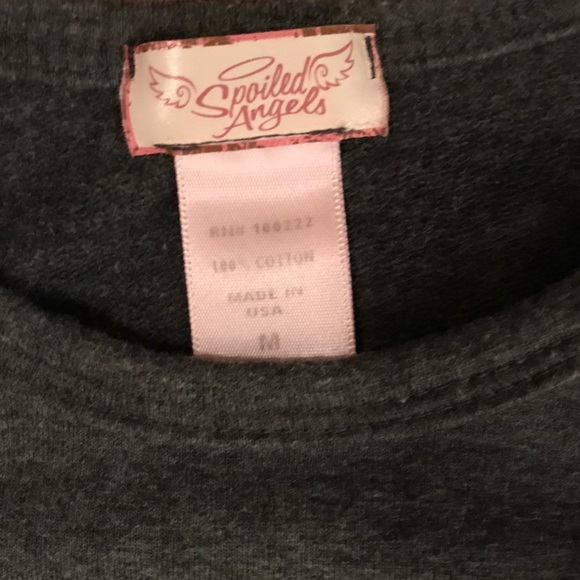 Spoiled
Angels
RN# 100222
100% COTTON
MADE IN
USA
M